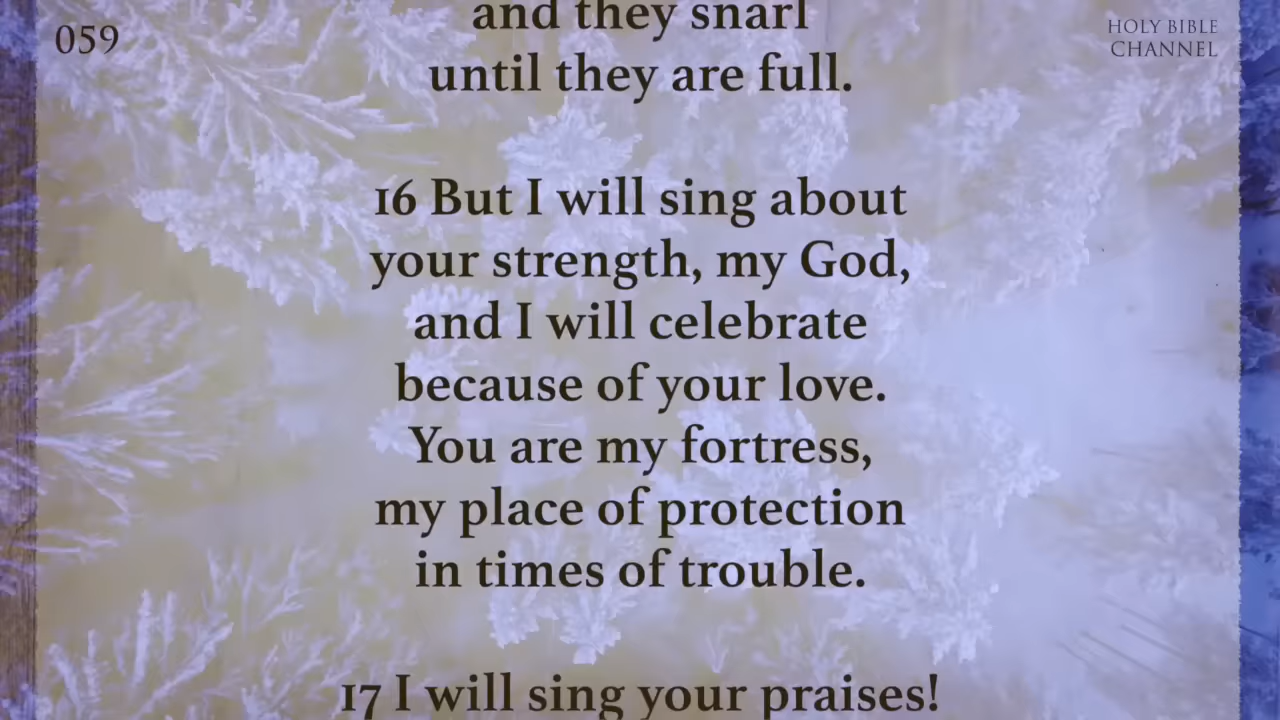 059
HOLY BIBLE
CHANNEL
and they snarl
until they are full.
16 But I will sing about
your strength, my God,
and I will celebrate
because of your love.
You are my fortress,
my place of protection
in times of trouble.
17 I will sing your praises!